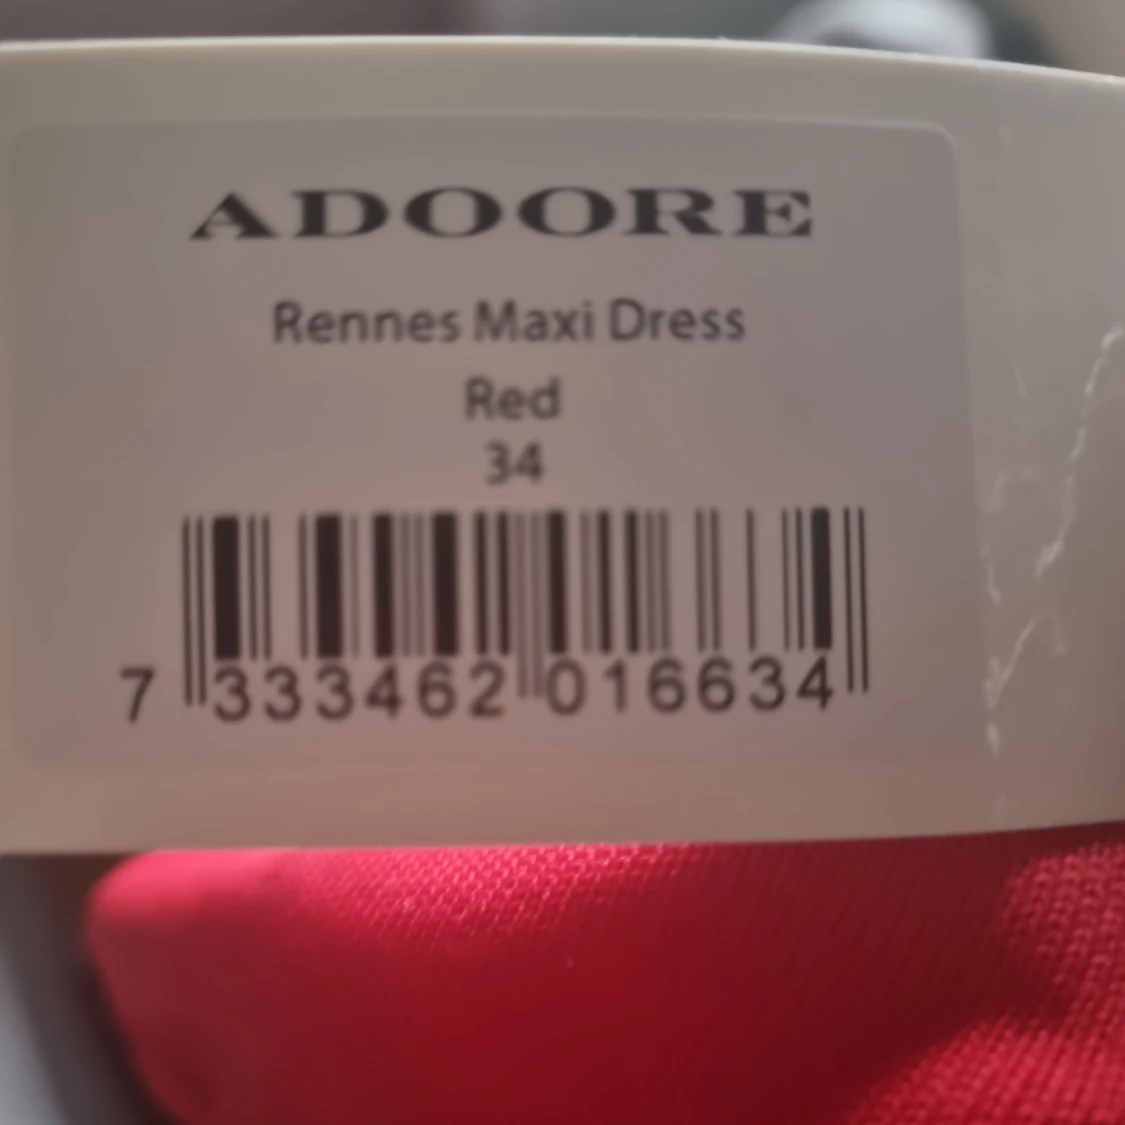 ADOORE
Rennes Maxi Dress
Red
34
7 333462 016634